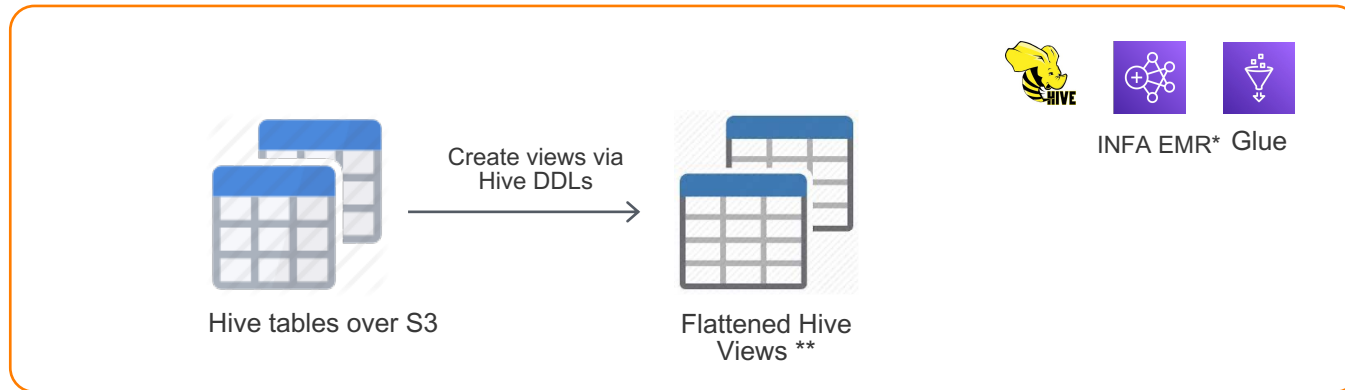 HIVE
INFA EMR* Glue
Create views via
Hive DDLs
Hive tables over S3
Flattened Hive
Views **